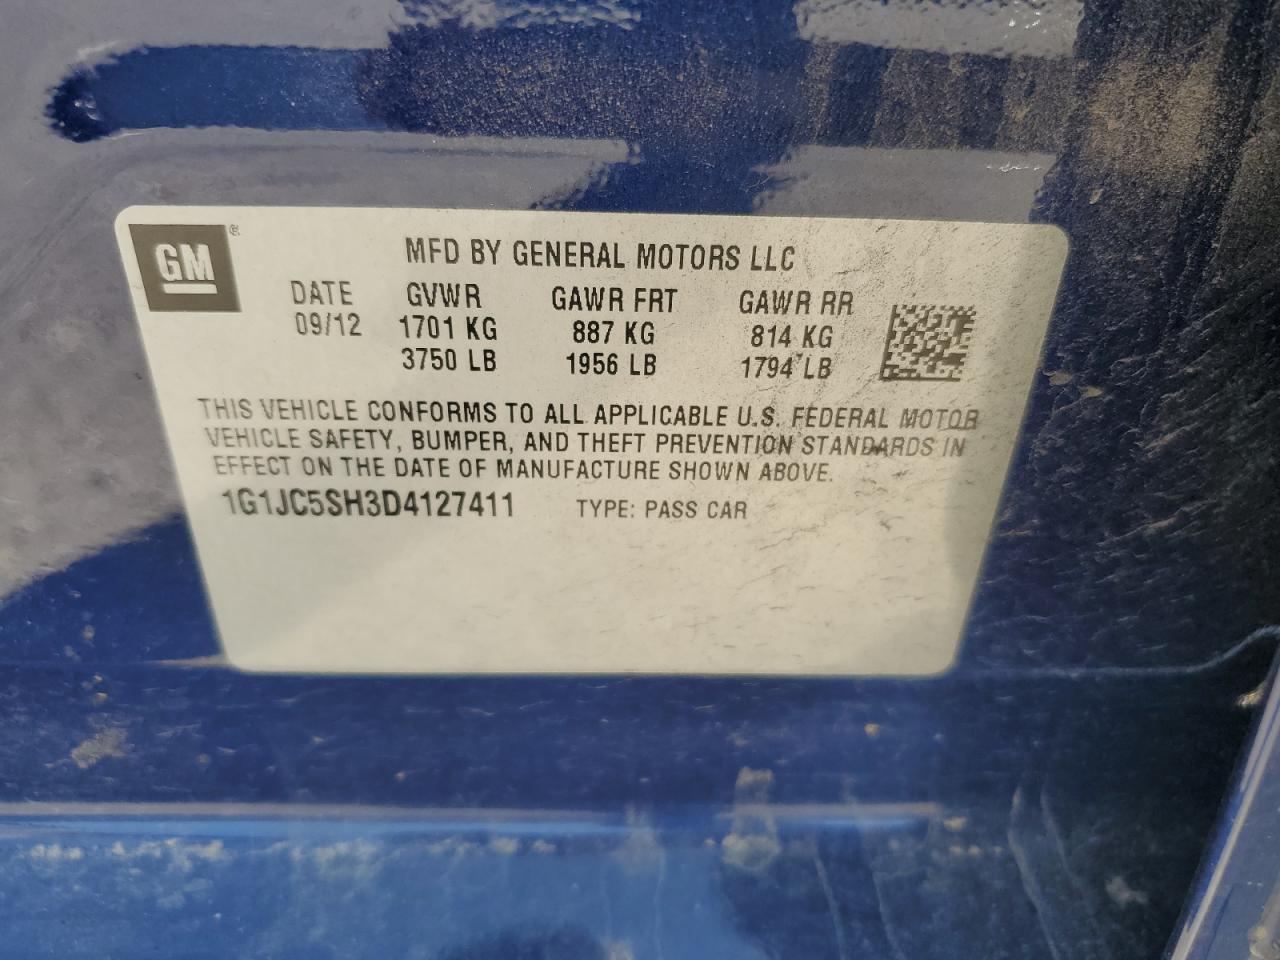 GM ®
MFD BY GENERAL MOTORS LLC
DATE GVWR GAWR FRT GAWR RR
09/12 1701 KG 887 KG 814 KG
3750 LB 1956 LB 1794 LB
THIS VEHICLE CONFORMS TO ALL APPLICABLE U.S. FEDERAL MOTOR
VEHICLE SAFETY, BUMPER, AND THEFT PREVENTION STANDARDS IN
EFFECT ON THE DATE OF MANUFACTURE SHOWN ABOVE.
1G1JC5SH3D4127411 TYPE: PASS CAR